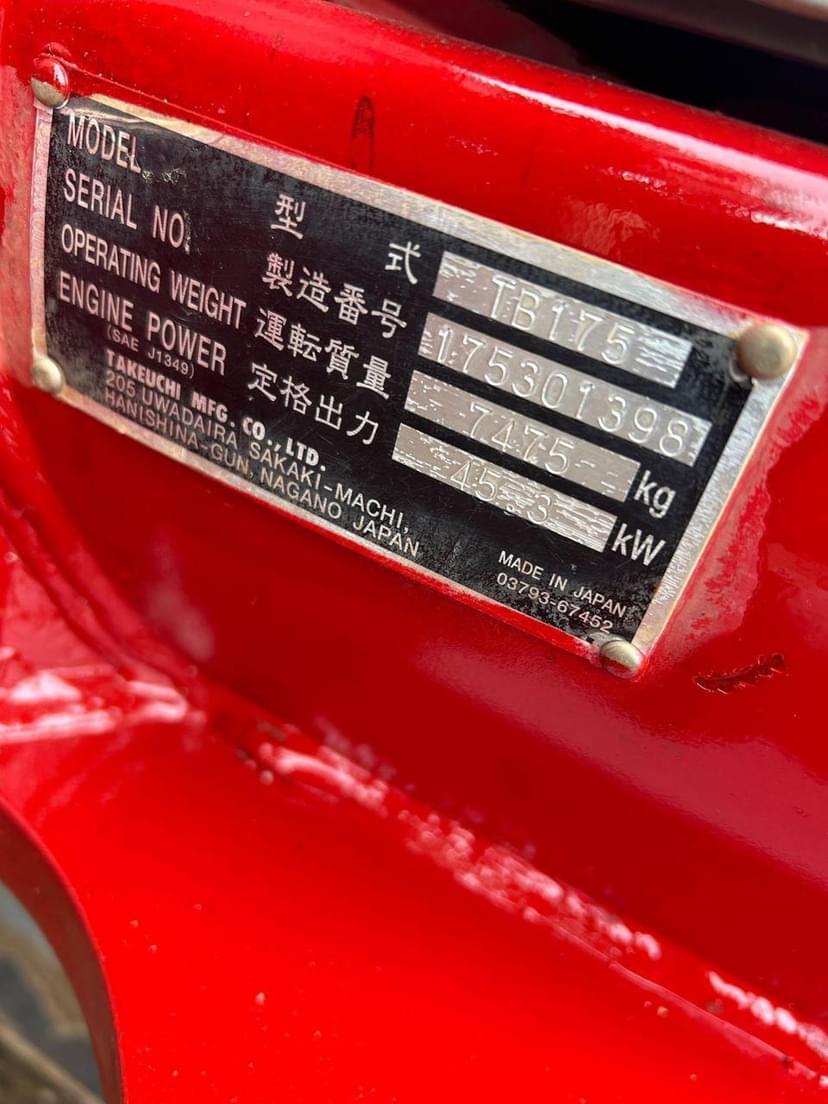 MODEL 型式 TB175
SERIAL NO. 製造番号 175301398
OPERATING WEIGHT 運転質量 7475 kg
ENGINE POWER 定格出力 45.3 kW
(SAE J1349)
TAKEUCHI MFG. CO., LTD.
205 UWADAIRA SAKAKI-MACHI,
HANISHINA-GUN, NAGANO JAPAN
MADE IN JAPAN
03793-67452